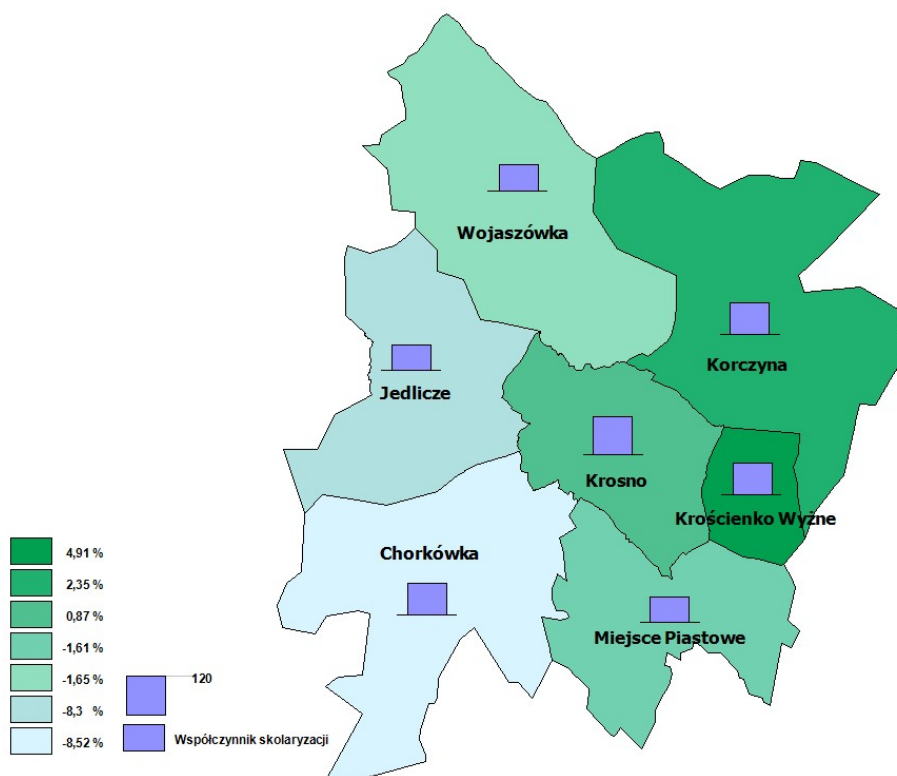 Wojaszówka
Korczyna
Jedlicze
Krosno
Krościenko Wyżne
Chorkówka
Miejsce Piastowe
4,91 %
2,35 %
0,87 %
-1,61 %
-1,65 %
-8,3 %
-8,52 %
120
Współczynnik skolaryzacji